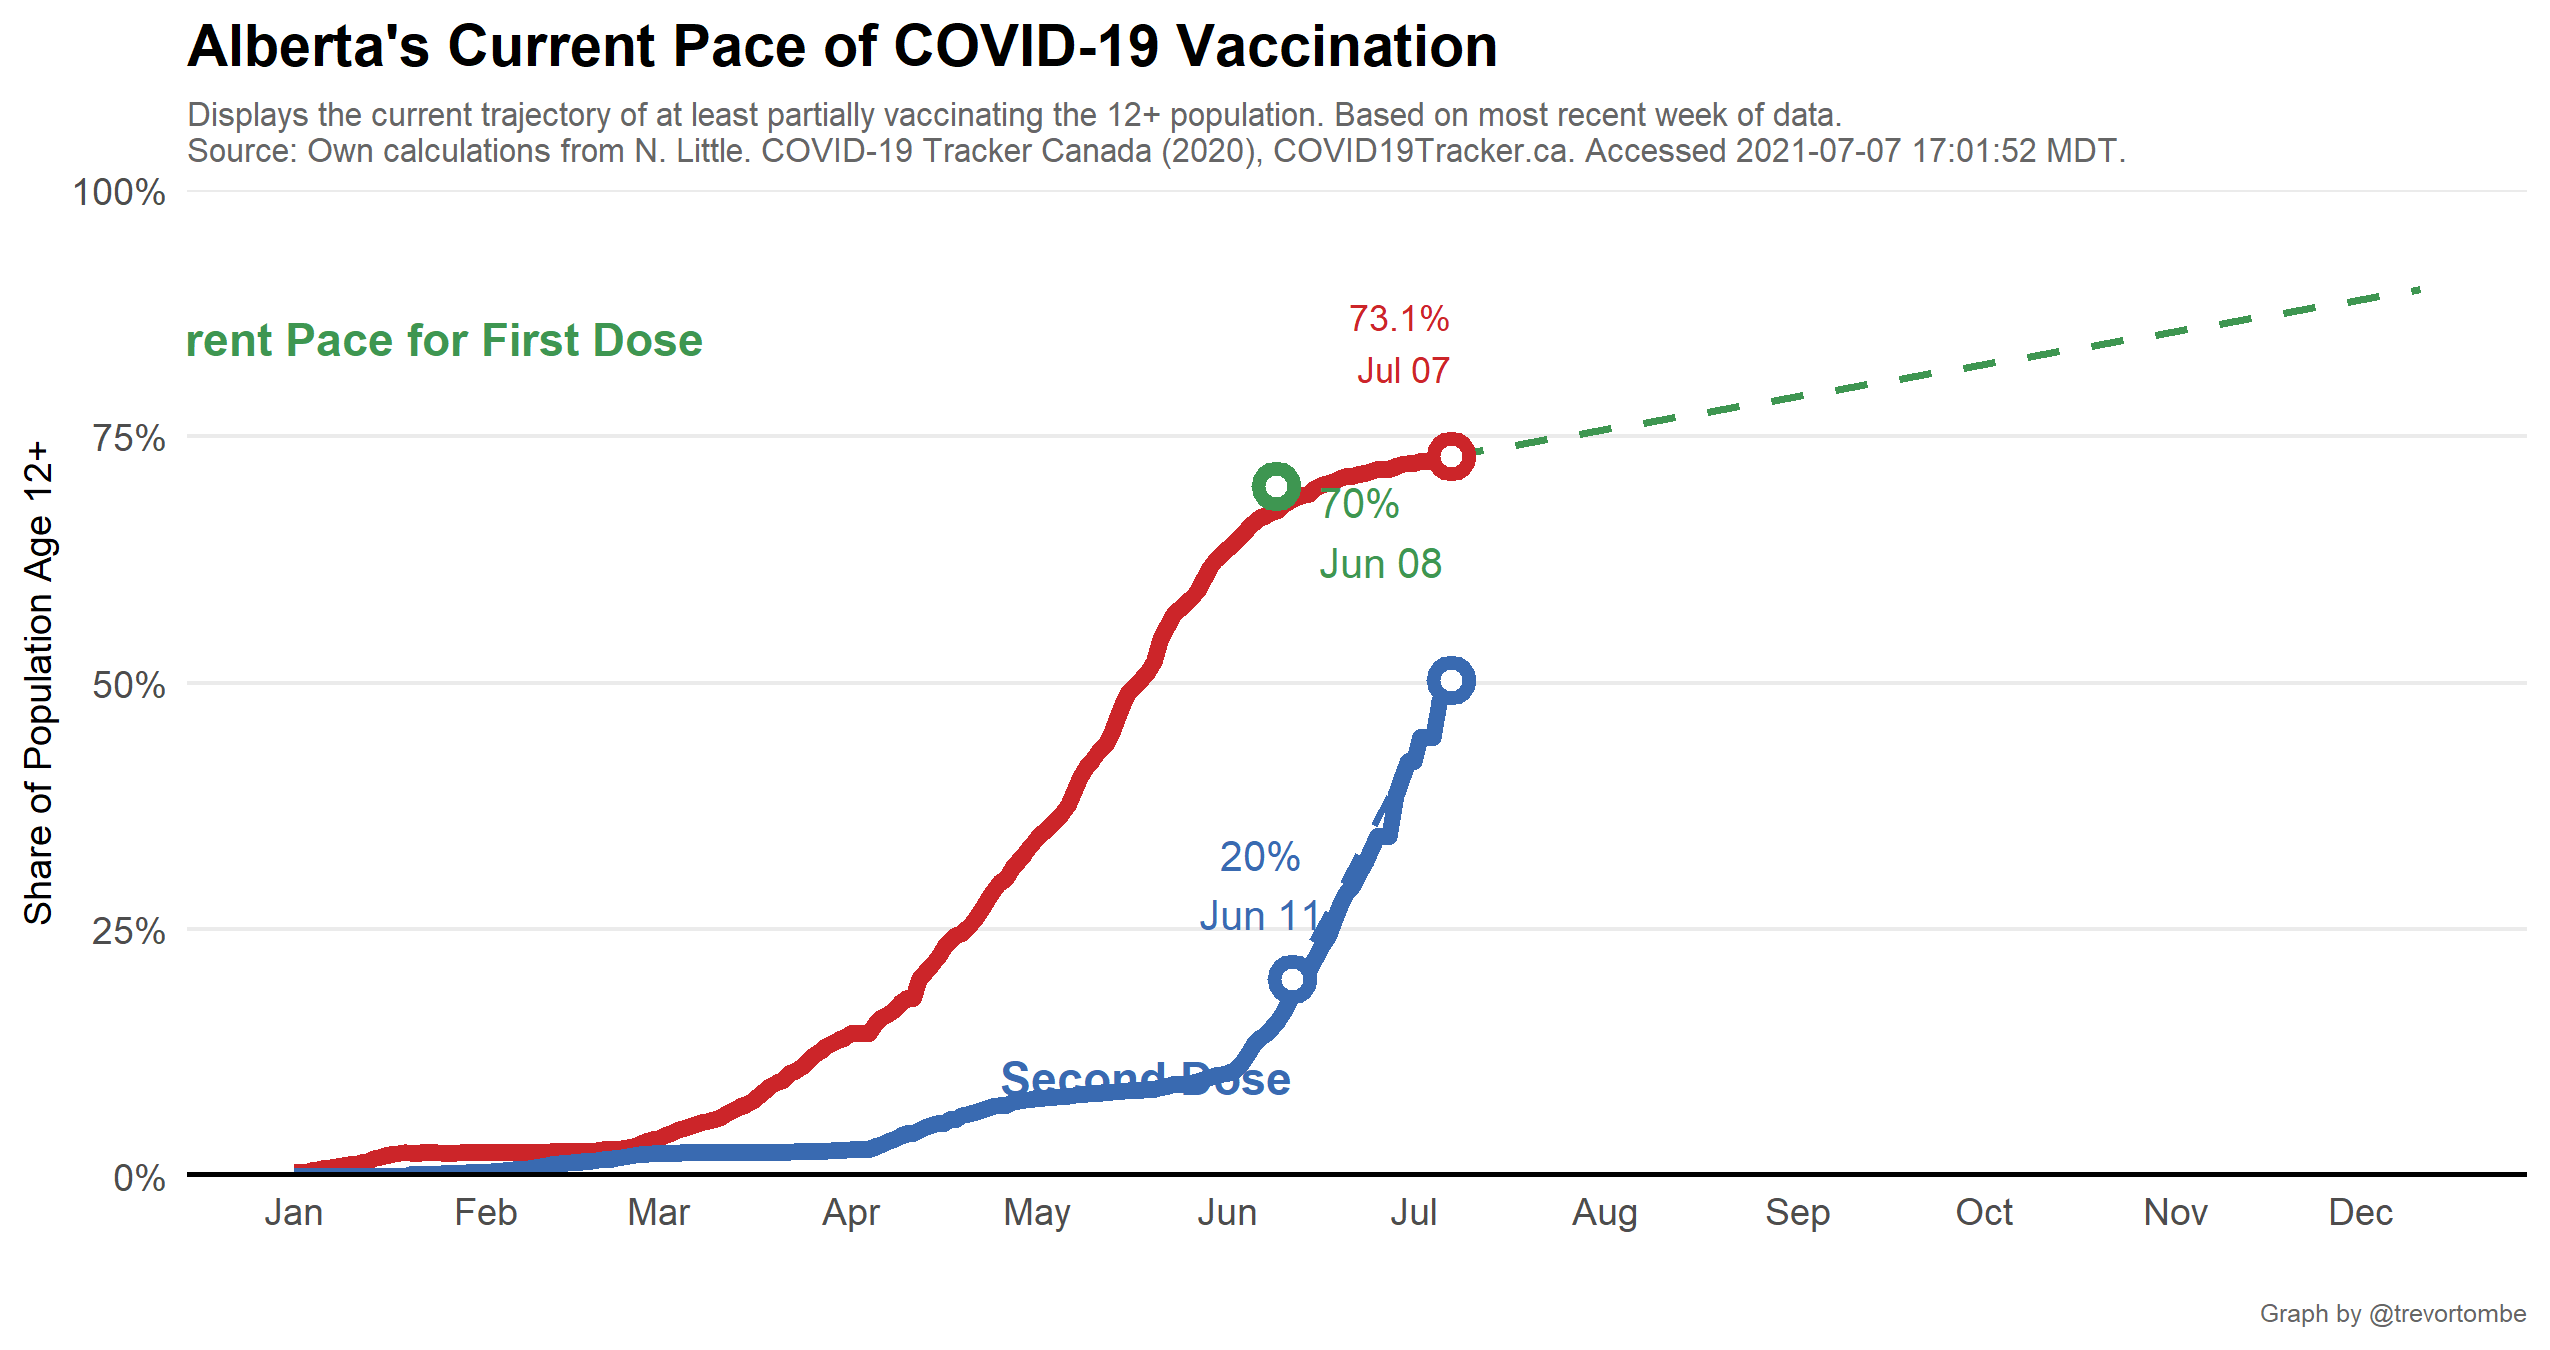 Alberta's Current Pace of COVID-19 Vaccination
Displays the current trajectory of at least partially vaccinating the 12+ population. Based on most recent week of data.
Source: Own calculations from N. Little. COVID-19 Tracker Canada (2020), COVID19Tracker.ca. Accessed 2021-07-07 17:01:52 MDT.
100%
75%
50%
25%
0%
Share of Population Age 12+
rent Pace for First Dose
73.1%
Jul 07
70%
Jun 08
20%
Jun 11
Second Dose
Jan Feb Mar Apr May Jun Jul Aug Sep Oct Nov Dec
Graph by @trevortombe